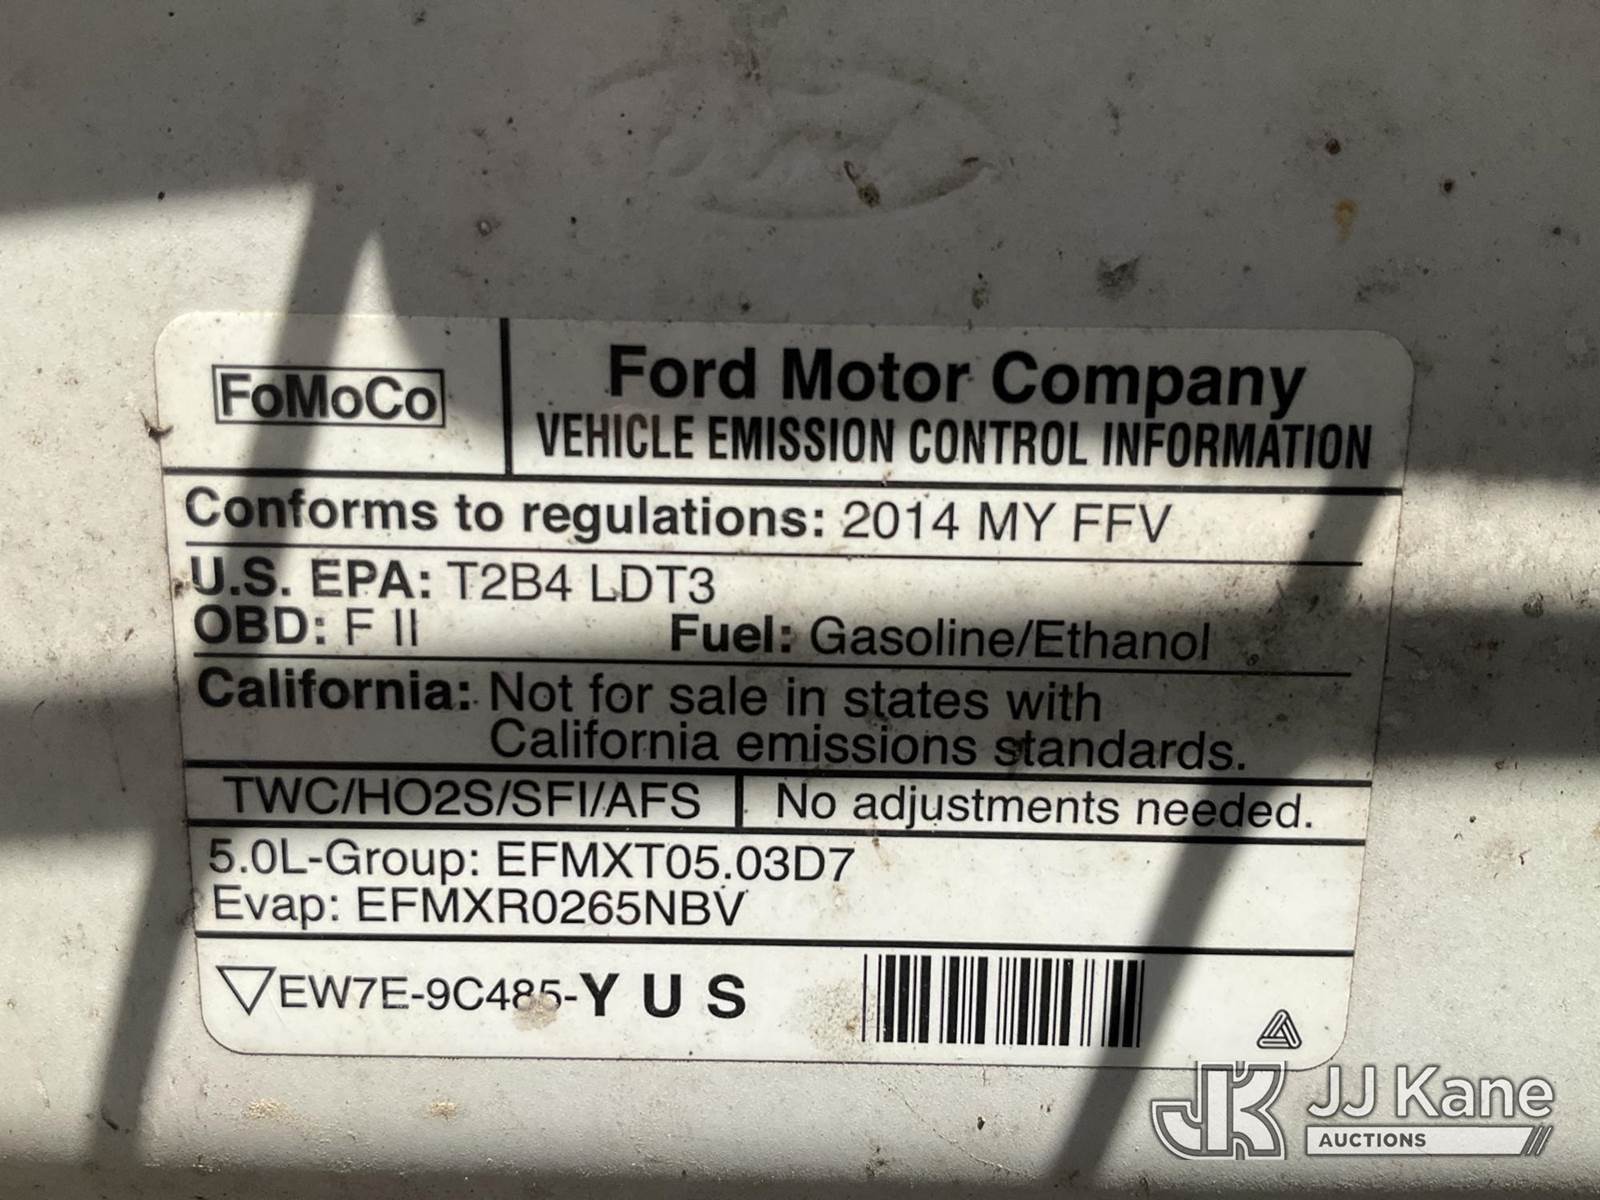 FoMoCo
Ford Motor Company
VEHICLE EMISSION CONTROL INFORMATION
Conforms to regulations: 2014 MY FFV
U.S. EPA: T2B4 LDT3
OBD: F II Fuel: Gasoline/Ethanol
California: Not for sale in states with
California emissions standards.
TWC/HO2S/SFI/AFS No adjustments needed.
5.0L-Group: EFMXT05.03D7
Evap: EFMXR0265NBV
EW7E-9C485-Y U S
JK JJ Kane
AUCTIONS